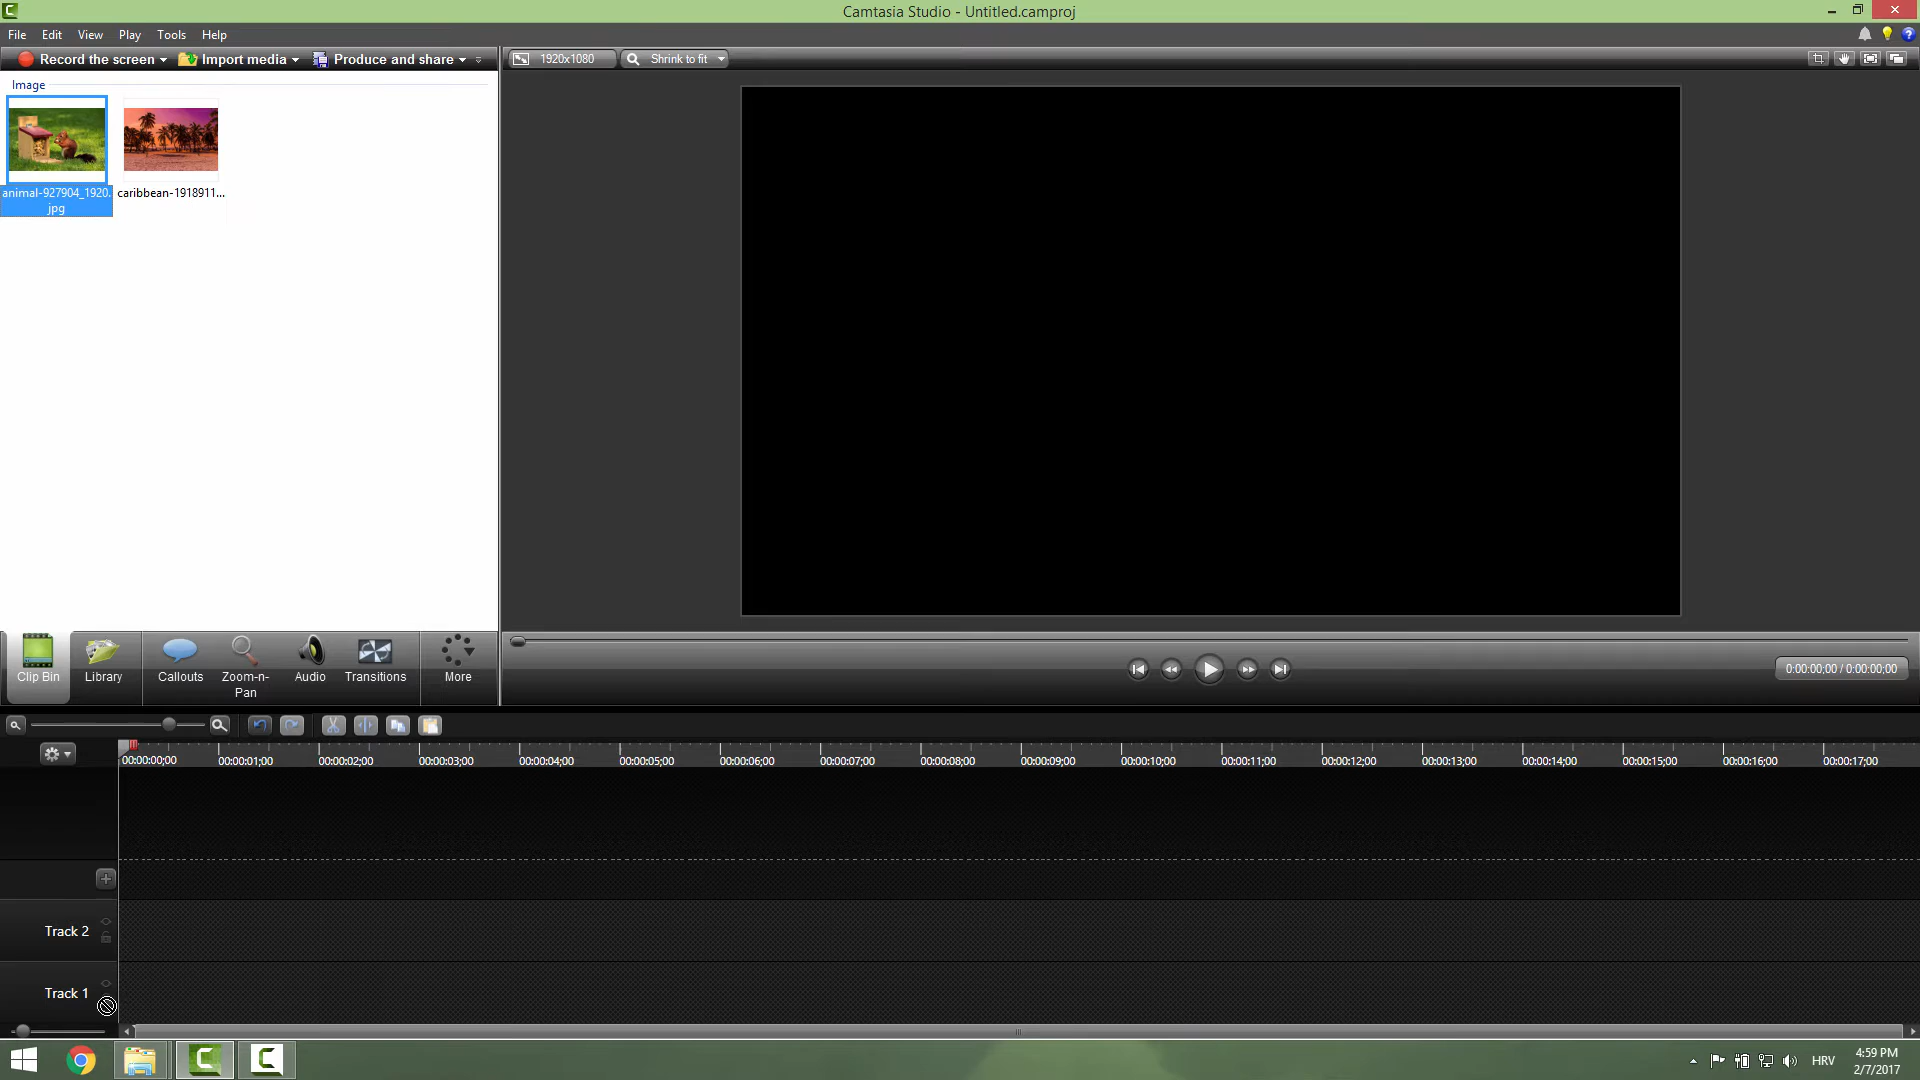 Camtasia Studio - Untitled.camproj
File Edit View Play Tools Help
Record the screen Import media Produce and share 1920x1080 Shrink to fit
Image
animal-927904_1920.
jpg
caribbean-1918911...
Clip Bin Library Callouts Zoom-n-
Pan Audio Transitions More
0:00:00;00 / 0:00:00;00
00:00:00;00 00:00:01;00 00:00:02;00 00:00:03;00 00:00:04;00 00:00:05;00 00:00:06;00 00:00:07;00 00:00:08;00 00:00:09;00 00:00:10;00 00:00:11;00 00:00:12;00 00:00:13;00 00:00:14;00 00:00:15;00 00:00:16;00 00:00:17;00
Track 2
Track 1
HRV
4:59 PM
2/7/2017